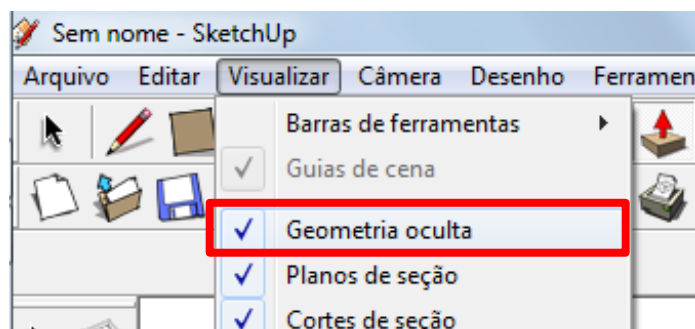 Sem nome - SketchUp
Arquivo Editar Visualizar Câmera Desenho
Barras de ferramentas
Guias de cena
Geometria oculta
Planos de seção
Cortes de seção